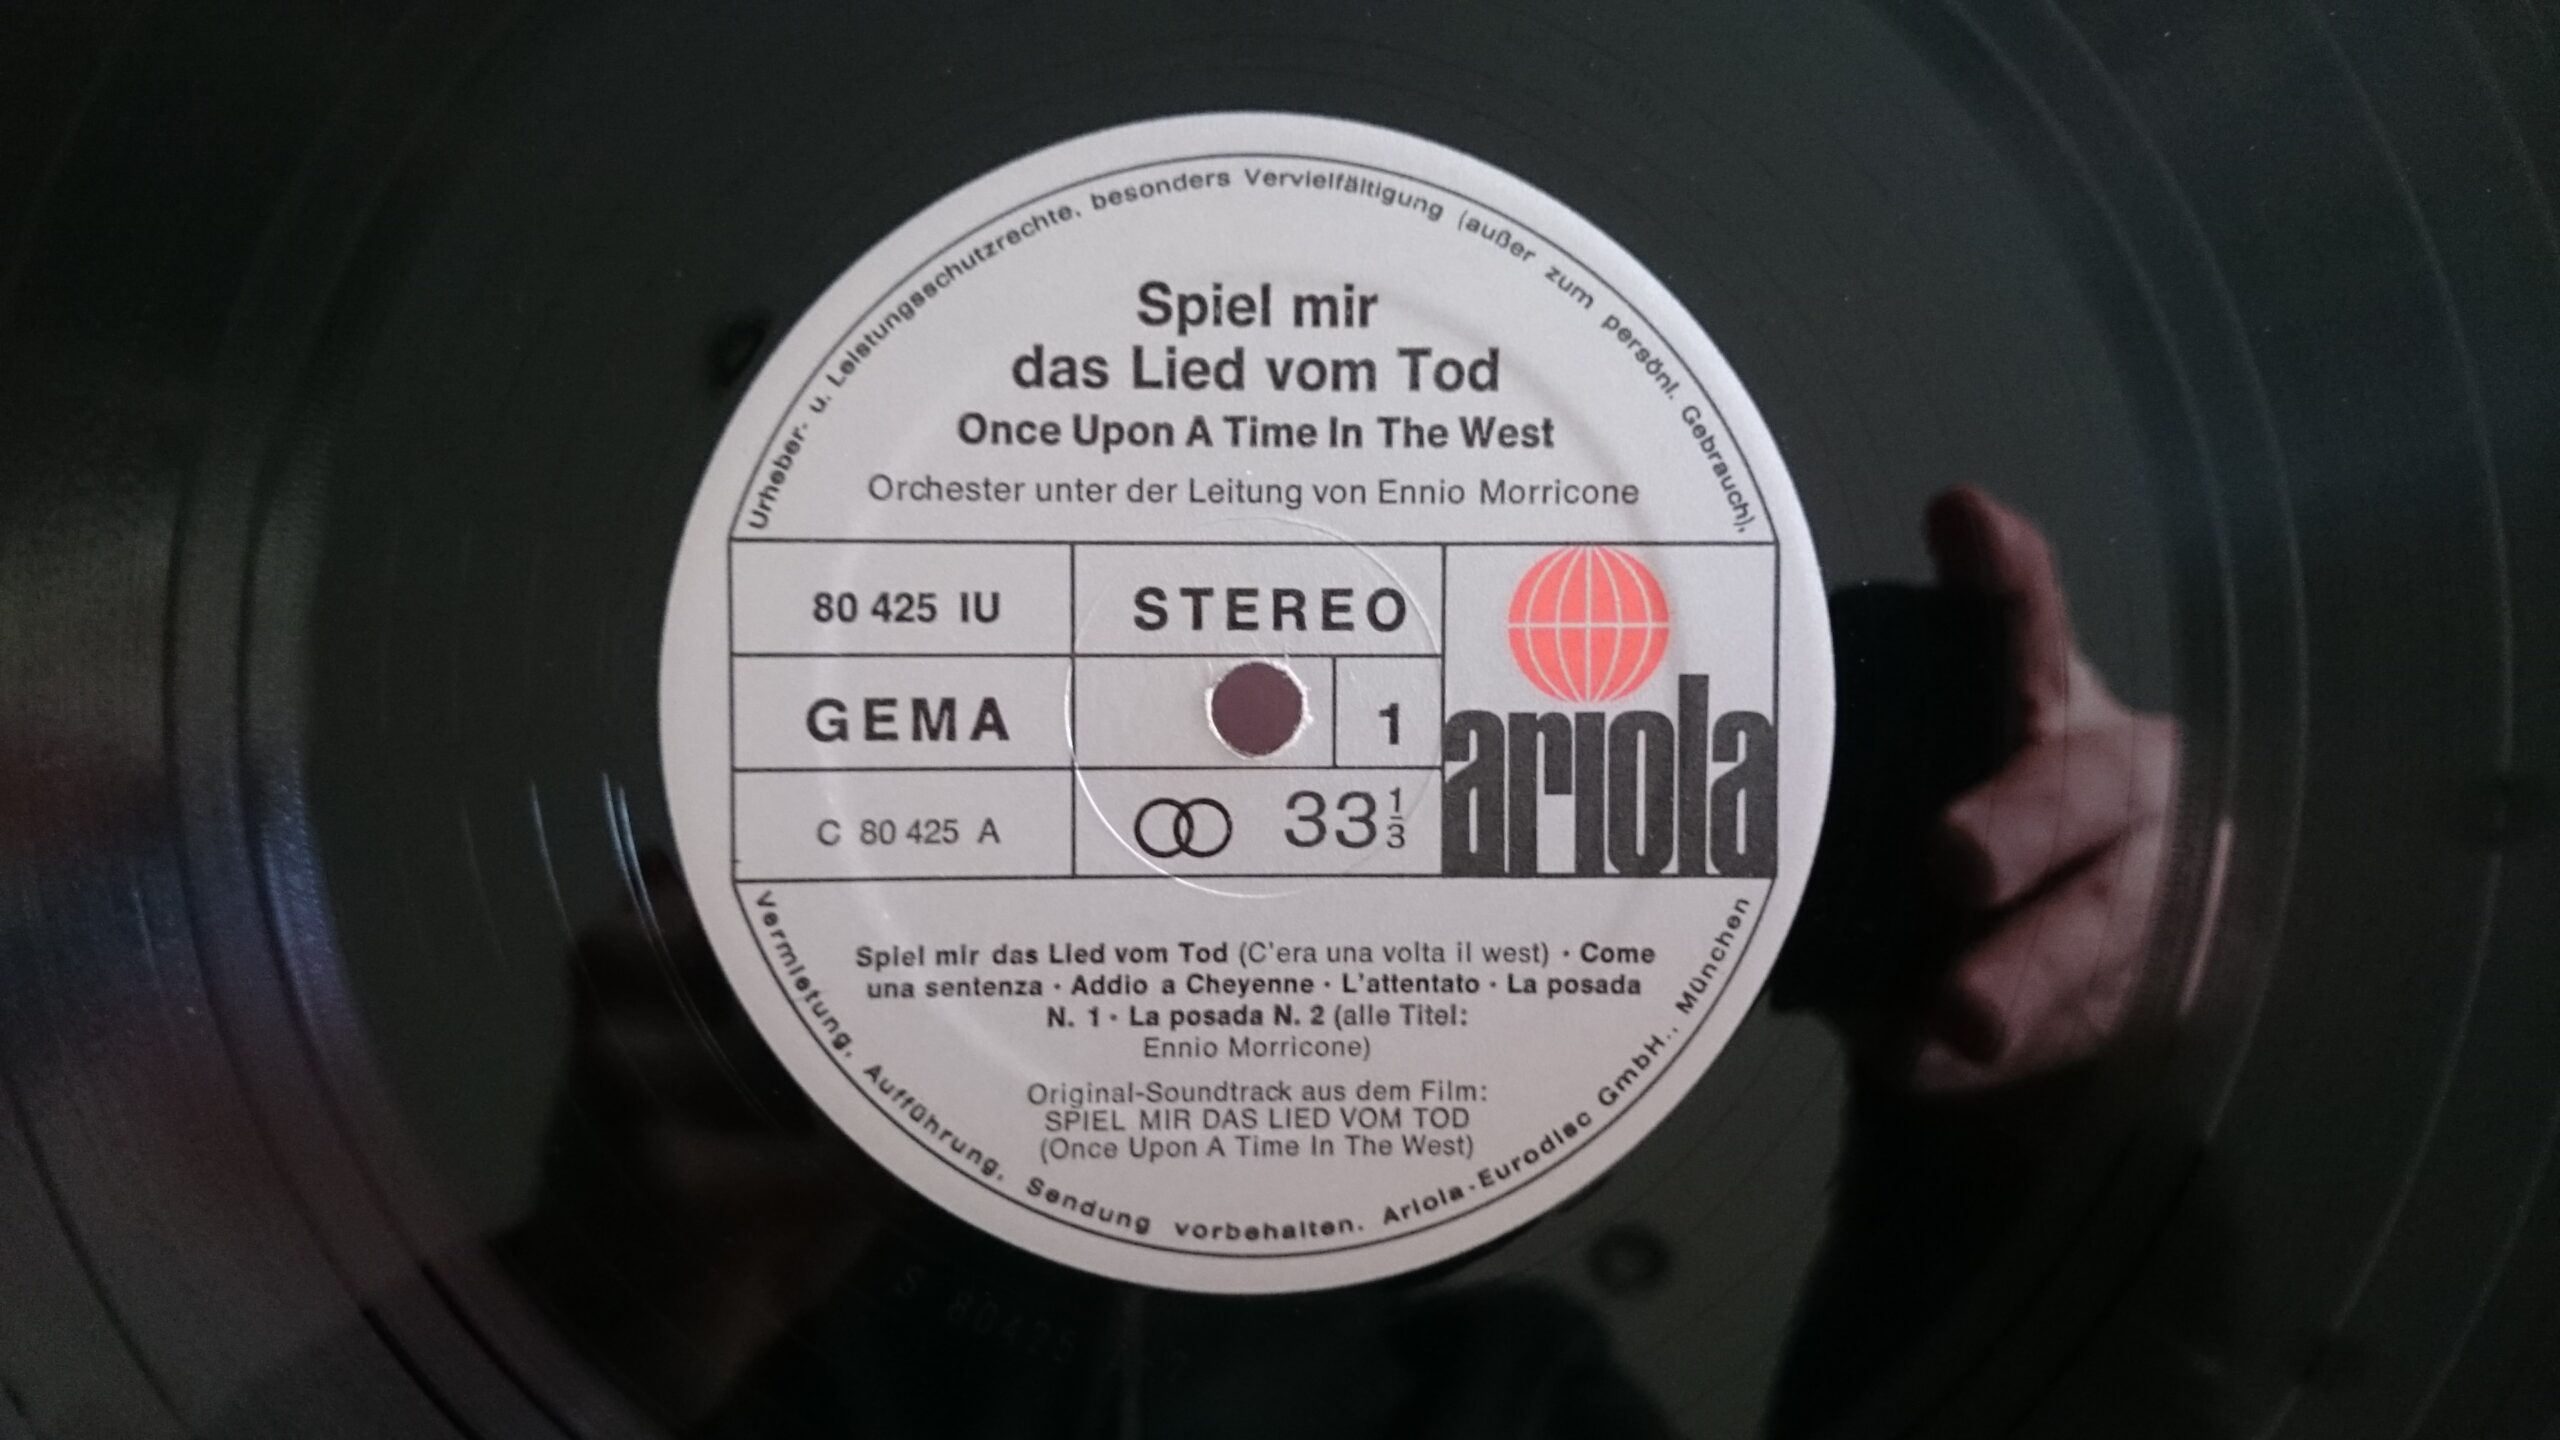 Urheber- u. Leistungsschutzrechte, besonders Vervielfältigung (außer zum persönl. Gebrauch),
Spiel mir
das Lied vom Tod
Once Upon A Time In The West
Orchester unter der Leitung von Ennio Morricone
80 425 IU
STEREO
GEMA
1
C 80 425 A
33 1/3
ariola
Spiel mir das Lied vom Tod (C'era una volta il west) · Come
una sentenza · Addio a Cheyenne · L'attentato · La posada
N. 1 · La posada N. 2 (alle Titel:
Ennio Morricone)
Original-Soundtrack aus dem Film:
SPIEL MIR DAS LIED VOM TOD
(Once Upon A Time In The West)
Vermietung, Aufführung, Sendung vorbehalten. Ariola-Eurodisc GmbH., München
S 80425